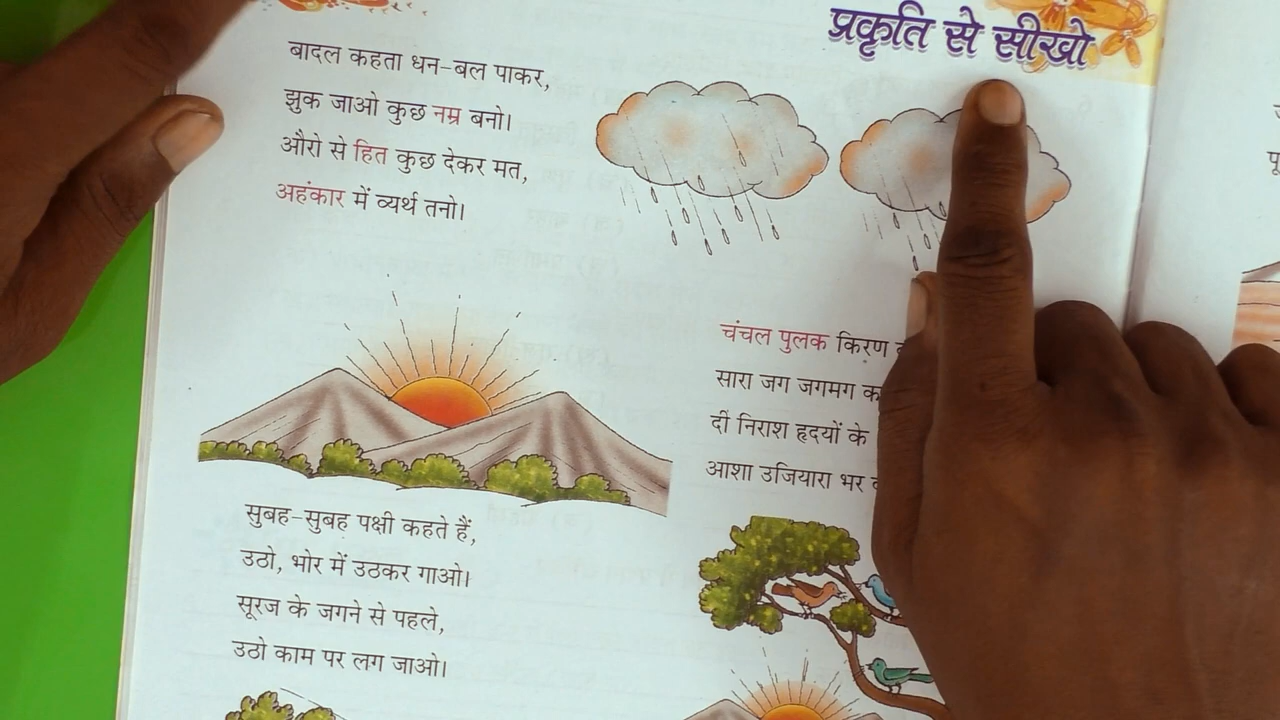 प्रकृति से सीखो
बादल कहता धन-बल पाकर,
झुक जाओ कुछ नम्र बनो।
औरो से हित कुछ देकर मत,
अहंकार में व्यर्थ तनो।
चंचल पुलक किरण
सारा जग जगमग
दीं निराश हृदयों के
आशा उजियारा भर
सुबह-सुबह पक्षी कहते हैं,
उठो, भोर में उठकर गाओ।
सूरज के जगने से पहले,
उठो काम पर लग जाओ।